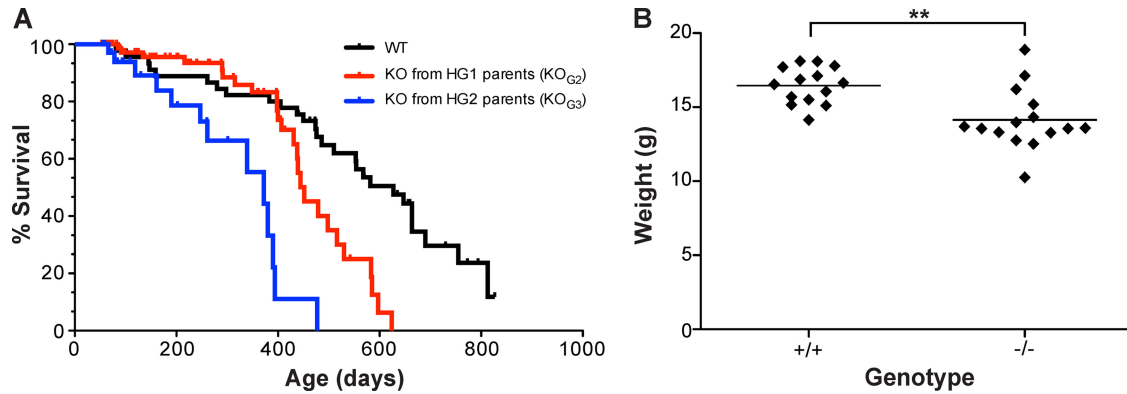 A
100
80
60
40
20
0
% Survival
0 200 400 600 800 1000
Age (days)
WT
KO from HG1 parents (KOG2)
KO from HG2 parents (KOG3)
B
**
20
15
10
5
0
Weight (g)
+/+ -/-
Genotype